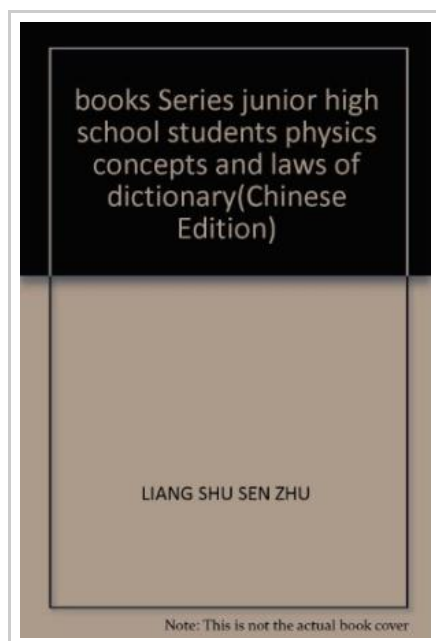 books Series junior high
school students physics
concepts and laws of
dictionary(Chinese
Edition)
LIANG SHU SEN ZHU
Note: This is not the actual book cover